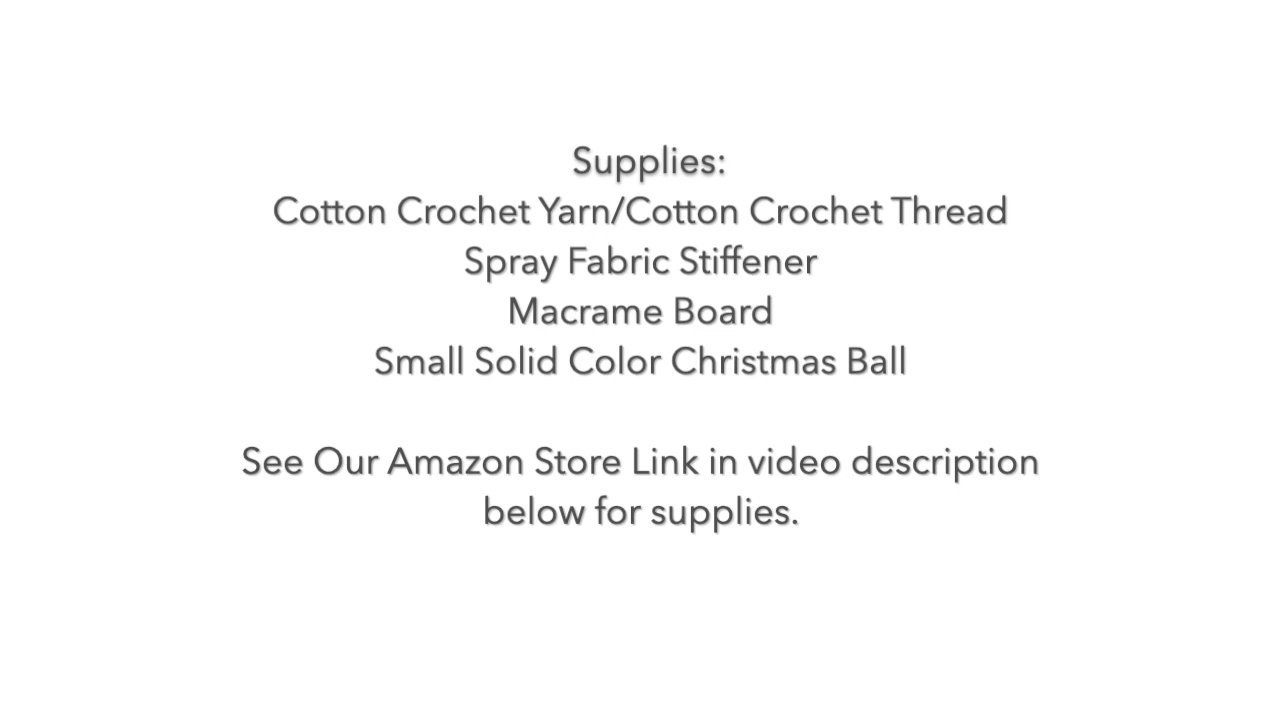 Supplies:
Cotton Crochet Yarn/Cotton Crochet Thread
Spray Fabric Stiffener
Macrame Board
Small Solid Color Christmas Ball
See Our Amazon Store Link in video description
below for supplies.